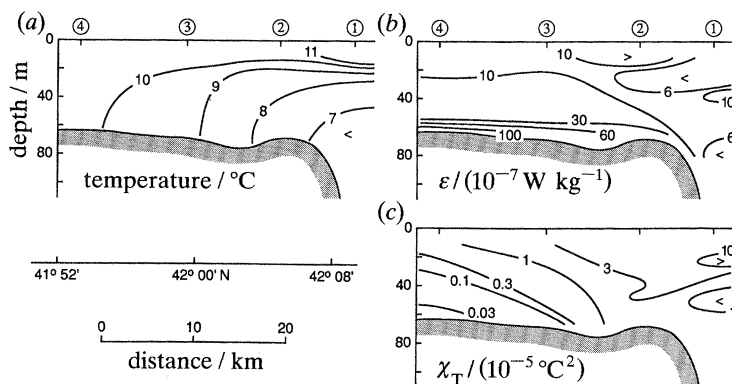 (a)
④ ③ ② ①
0
40
80
depth / m
11
10
9
8
7
<
temperature / °C
41° 52' 42° 00' N 42° 08'
0 10 20
distance / km
(b)
④ ③ ② ①
0
40
80
10 >
10
<
6
10
30
60
100
6
<
ε / (10⁻⁷ W kg⁻¹)
(c)
0
40
80
1
3
10
>
0.3
0.1
<
0.03
χ_T / (10⁻⁵ °C²)